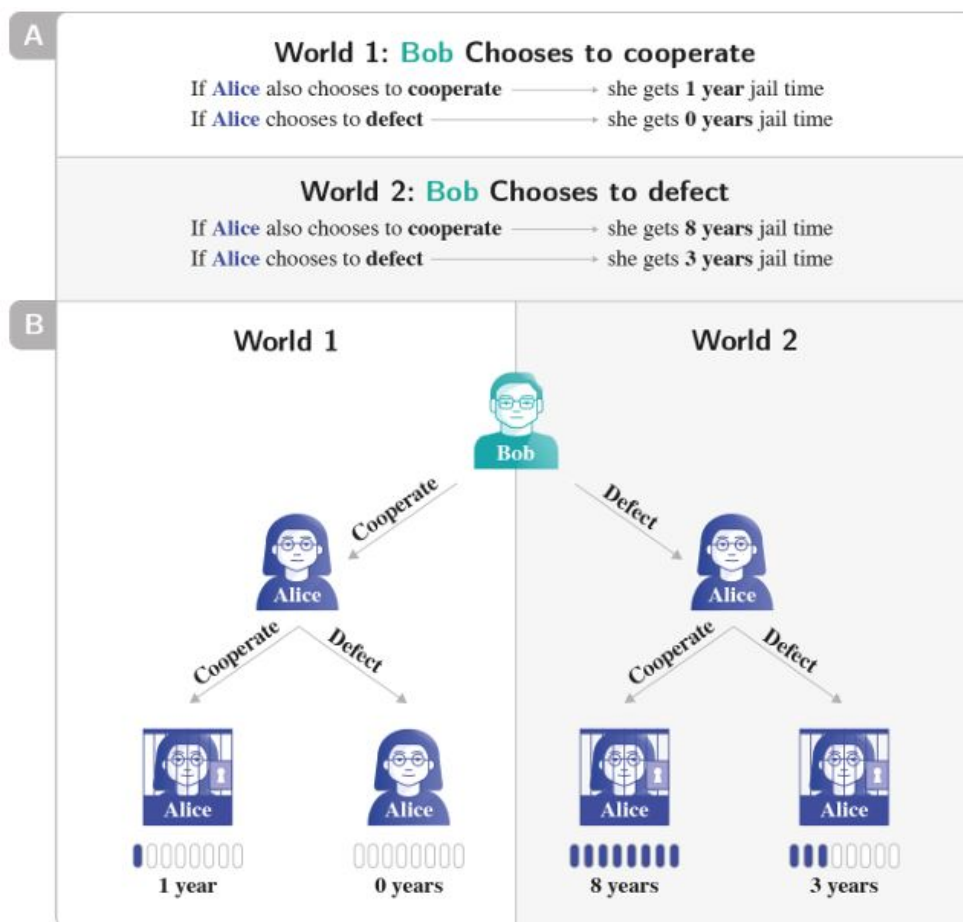 A
World 1: Bob Chooses to cooperate
If Alice also chooses to cooperate she gets 1 year jail time
If Alice chooses to defect she gets 0 years jail time
World 2: Bob Chooses to defect
If Alice also chooses to cooperate she gets 8 years jail time
If Alice chooses to defect she gets 3 years jail time
B
World 1
World 2
Bob
Cooperate
Defect
Alice
Alice
Cooperate
Defect
Cooperate
Defect
Alice
Alice
Alice
Alice
1 year
0 years
8 years
3 years